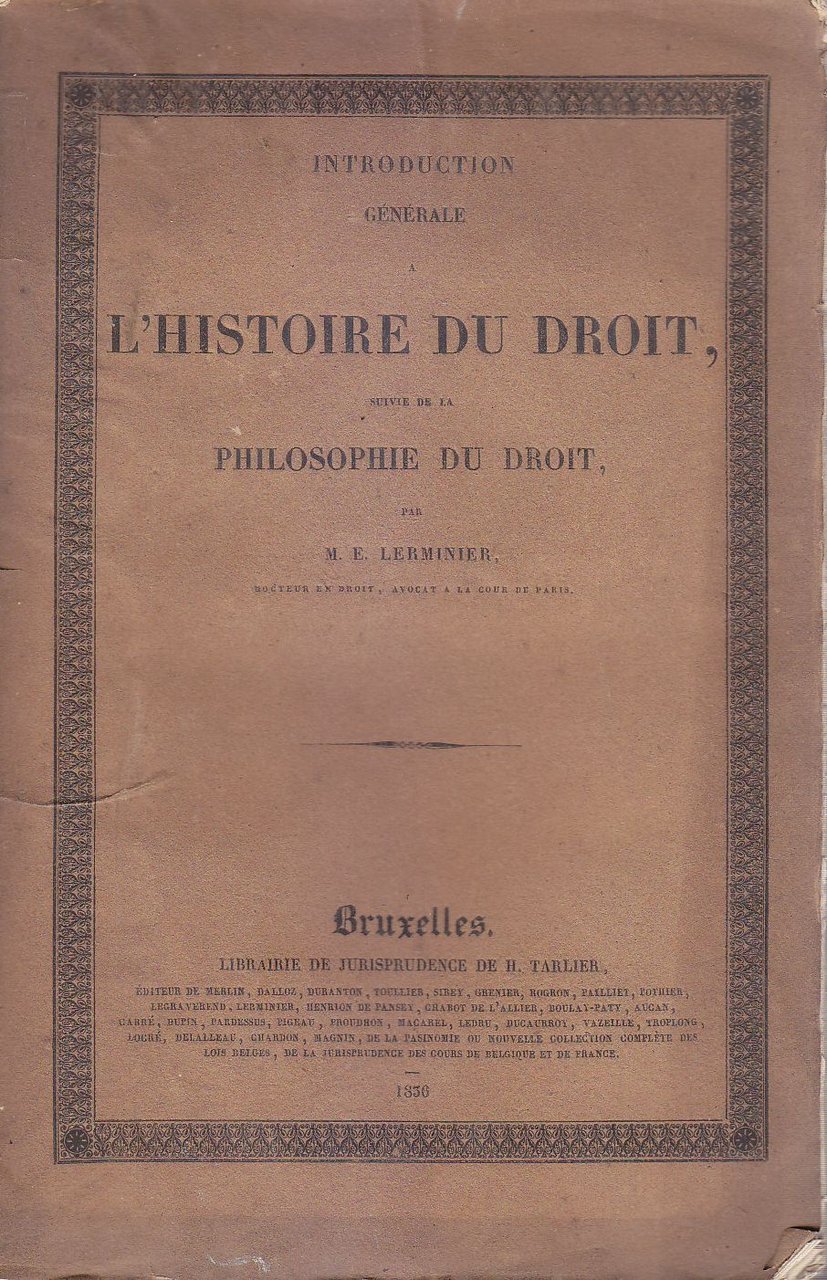 INTRODUCTION
GÉNÉRALE
A
L'HISTOIRE DU DROIT,
SUIVIE DE LA
PHILOSOPHIE DU DROIT,
PAR
M. E. LERMINIER,
DOCTEUR EN DROIT, AVOCAT A LA COUR DE PARIS.
Bruxelles.
LIBRAIRIE DE JURISPRUDENCE DE H. TARLIER,
ÉDITEUR DE MERLIN, DALLOZ, DURANTON, TOULLIER, SIREY, GRENIER, ROGRON, PAILLIET, POTHIER,
LEGRAVEREND, LERMINIER, HENRION DE PANSEY, CHABOT DE L'ALLIER, BOULAY-PATY, AUGAN,
CARRÉ, DUPIN, PARDESSUS, PIGEAU, PROUDHON, MACAREL, LEDRU, DUCAURROY, VAZEILLE, TROPLONG,
LOCRÉ, DELALLEAU, CHARDON, MAGNIN, DE LA PASINOMIE OU NOUVELLE COLLECTION COMPLÈTE DES
LOIS BELGES, DE LA JURISPRUDENCE DES COURS DE BELGIQUE ET DE FRANCE.
1836